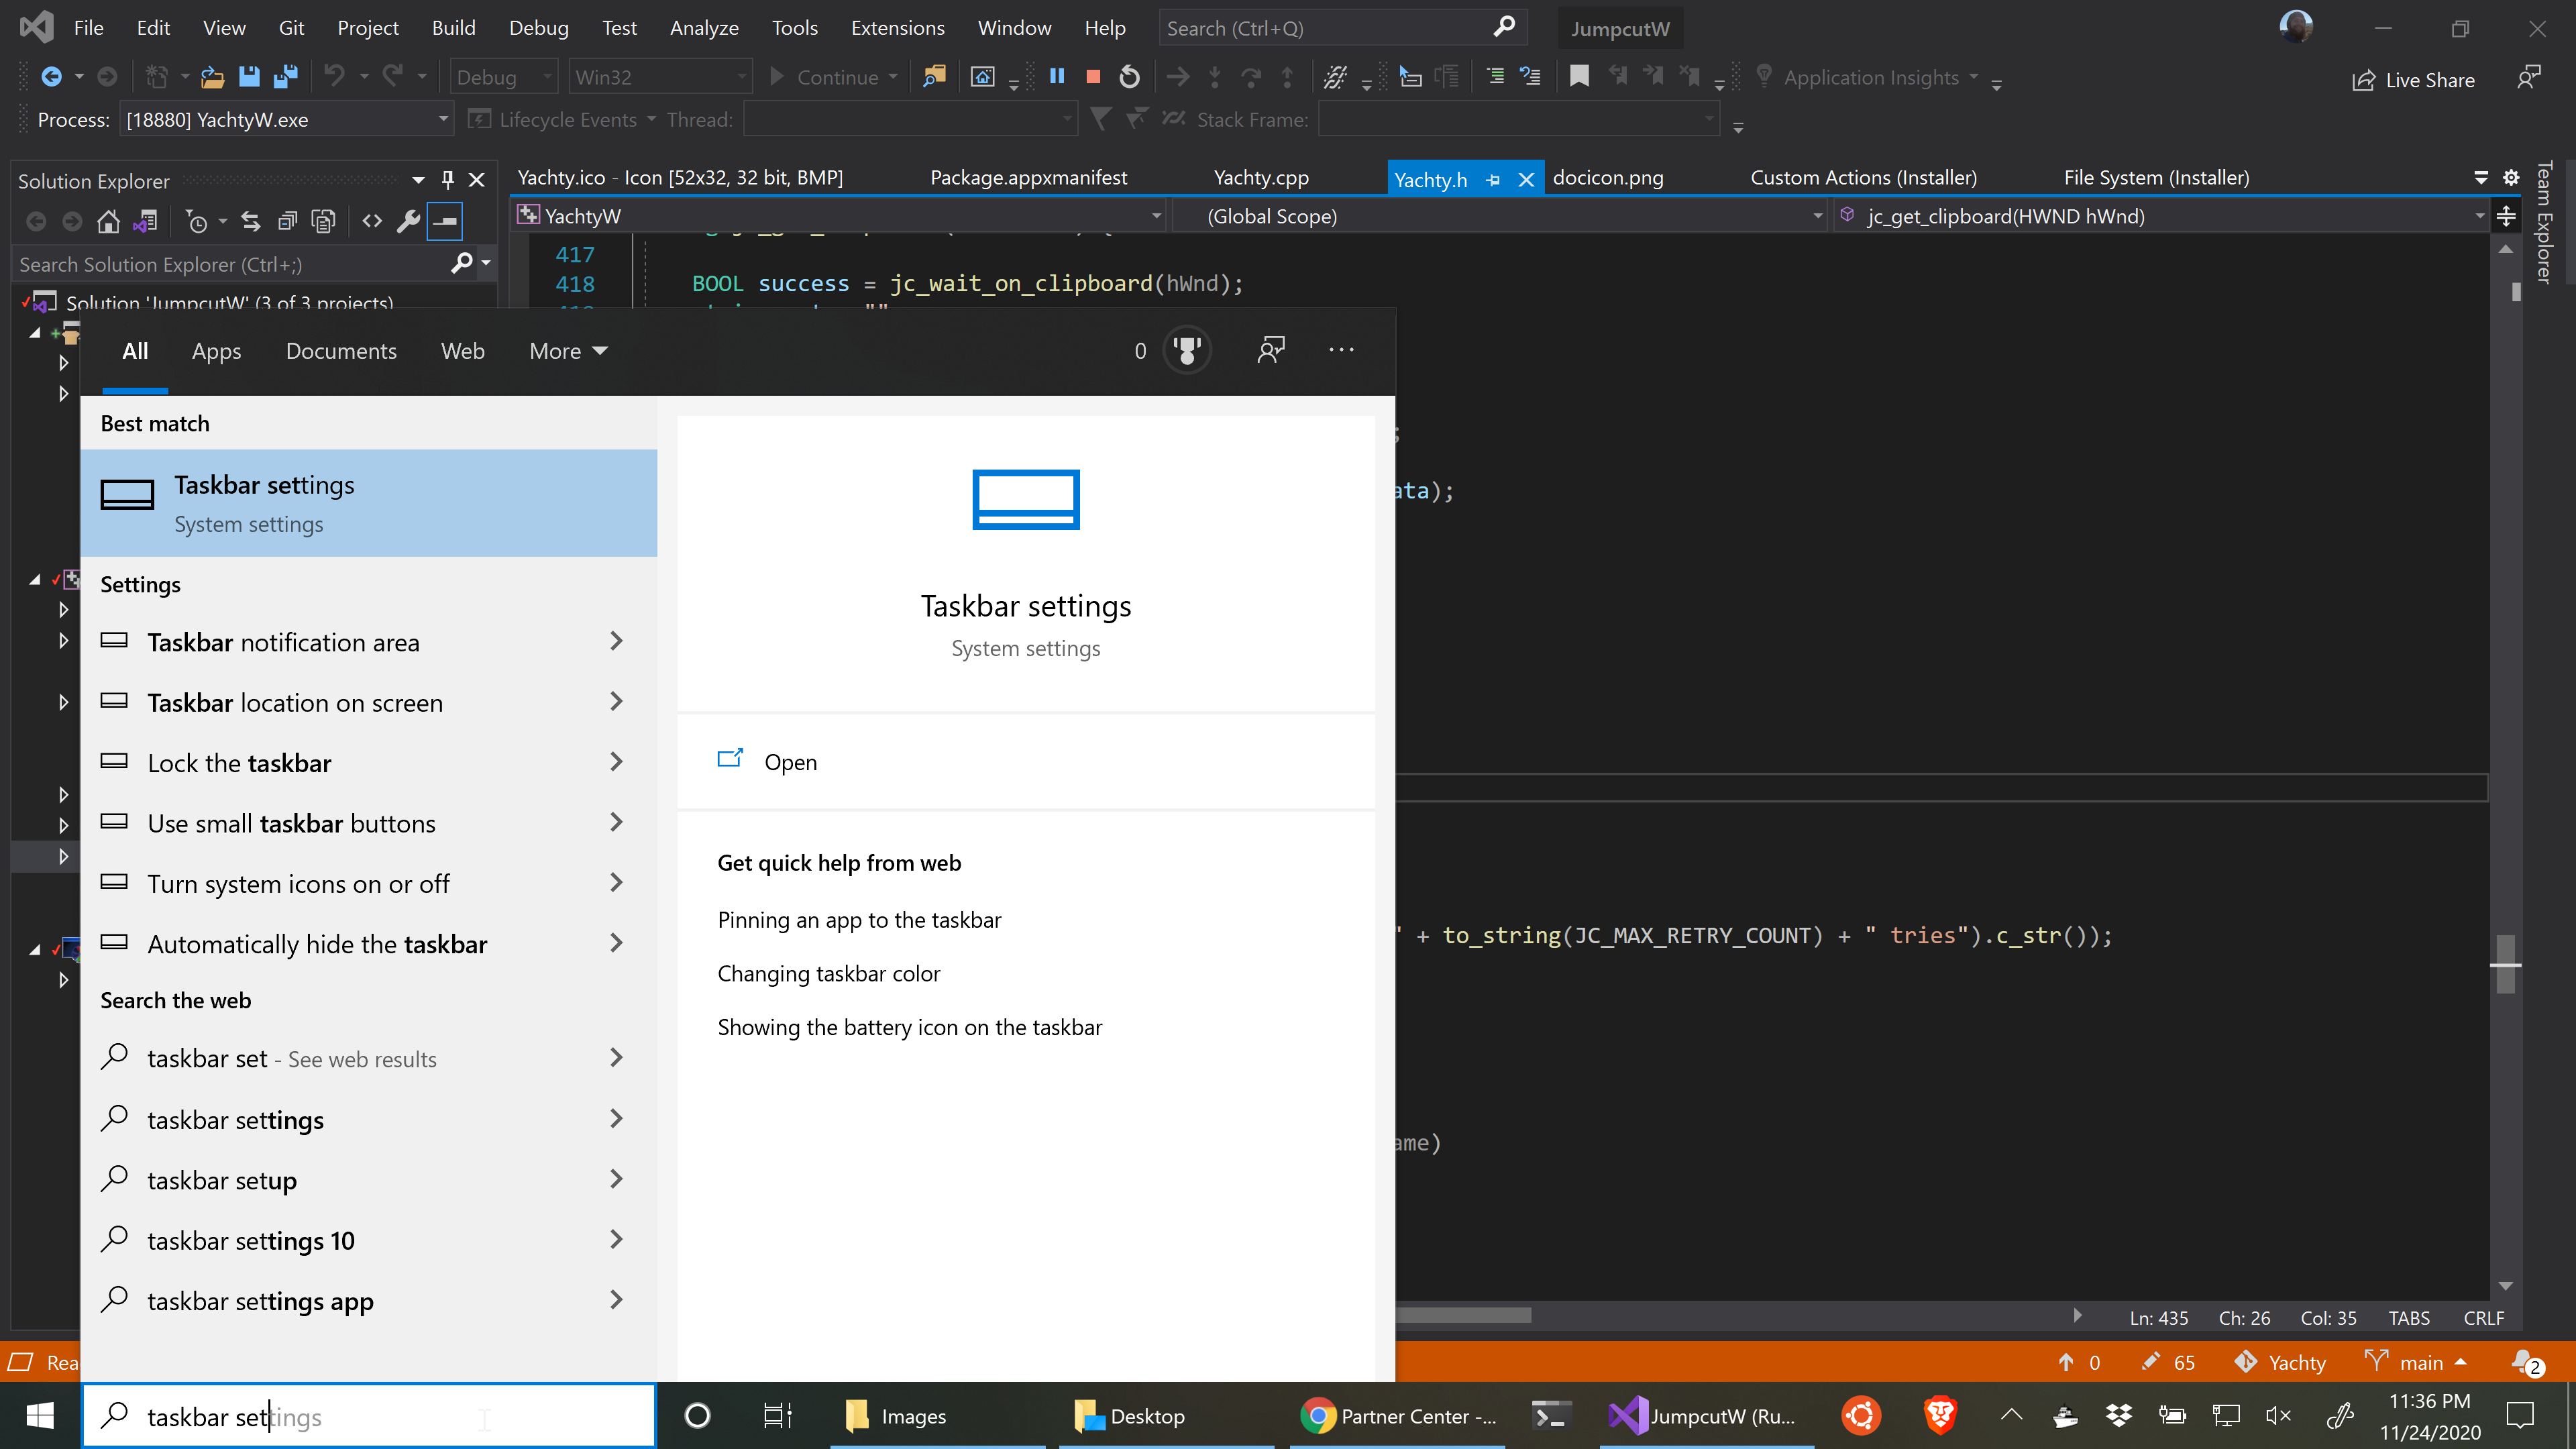 File Edit View Git Project Build Debug Test Analyze Tools Extensions Window Help Search (Ctrl+Q) JumpcutW
Debug Win32 Continue Application Insights Live Share
Process: [18880] YachtyW.exe Lifecycle Events Thread: Stack Frame:
Solution Explorer
Yachty.ico - Icon [52x32, 32 bit, BMP] Package.appxmanifest Yachty.cpp Yachty.h docicon.png Custom Actions (Installer) File System (Installer)
Team Explorer
YachtyW (Global Scope) jc_get_clipboard(HWND hWnd)
Search Solution Explorer (Ctrl+;)
Solution 'JumpcutW' (3 of 3 projects)
417
418 BOOL success = jc_wait_on_clipboard(hWnd);
""
ata);
" + to_string(JC_MAX_RETRY_COUNT) + " tries").c_str());
ame)
All Apps Documents Web More 0
Best match
Taskbar settings
System settings
Settings
Taskbar notification area
Taskbar location on screen
Lock the taskbar
Use small taskbar buttons
Turn system icons on or off
Automatically hide the taskbar
Search the web
taskbar set - See web results
taskbar settings
taskbar setup
taskbar settings 10
taskbar settings app
Taskbar settings
System settings
Open
Get quick help from web
Pinning an app to the taskbar
Changing taskbar color
Showing the battery icon on the taskbar
Ln: 435 Ch: 26 Col: 35 TABS CRLF
Rea 0 65 Yachty main 2
taskbar settings
Images Desktop Partner Center -... JumpcutW (Ru...
11:36 PM
11/24/2020